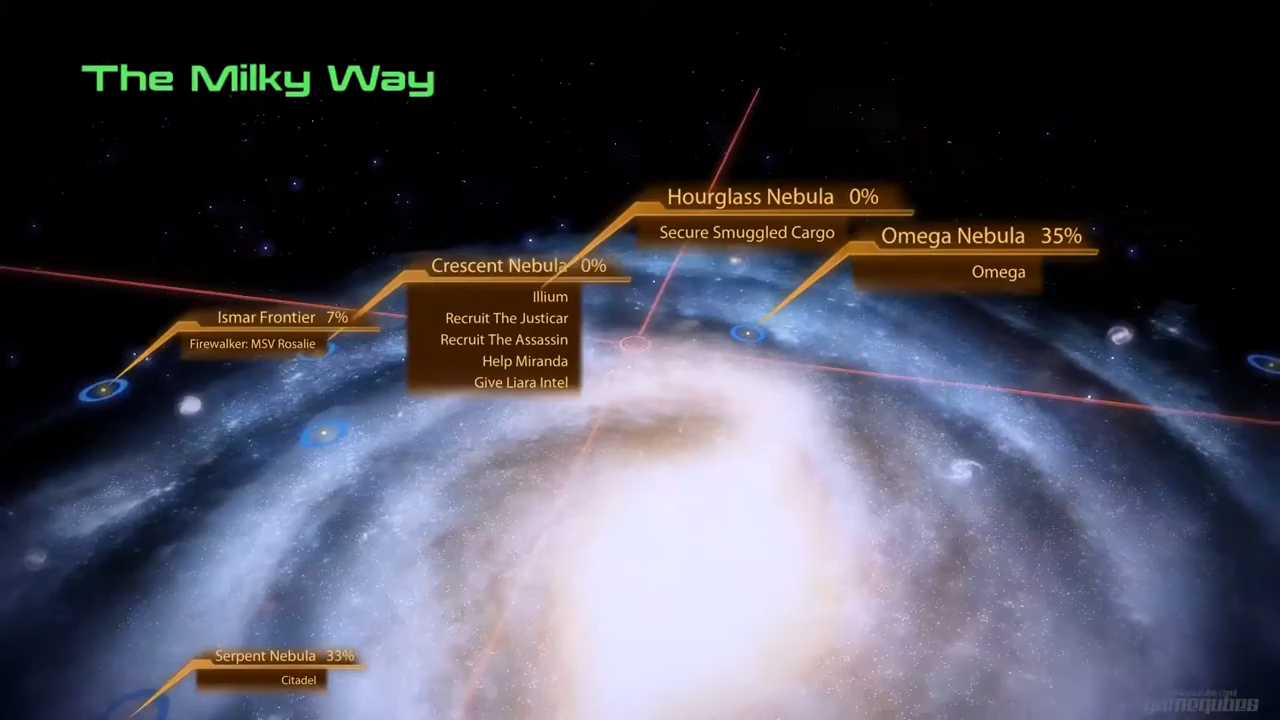 The Milky Way
Hourglass Nebula 0%
Secure Smuggled Cargo
Omega Nebula 35%
Omega
Crescent Nebula 0%
Illium
Recruit The Justicar
Recruit The Assassin
Help Miranda
Give Liara Intel
Ismar Frontier 7%
Firewalker: MSV Rosalie
Serpent Nebula 33%
Citadel
gamequbes